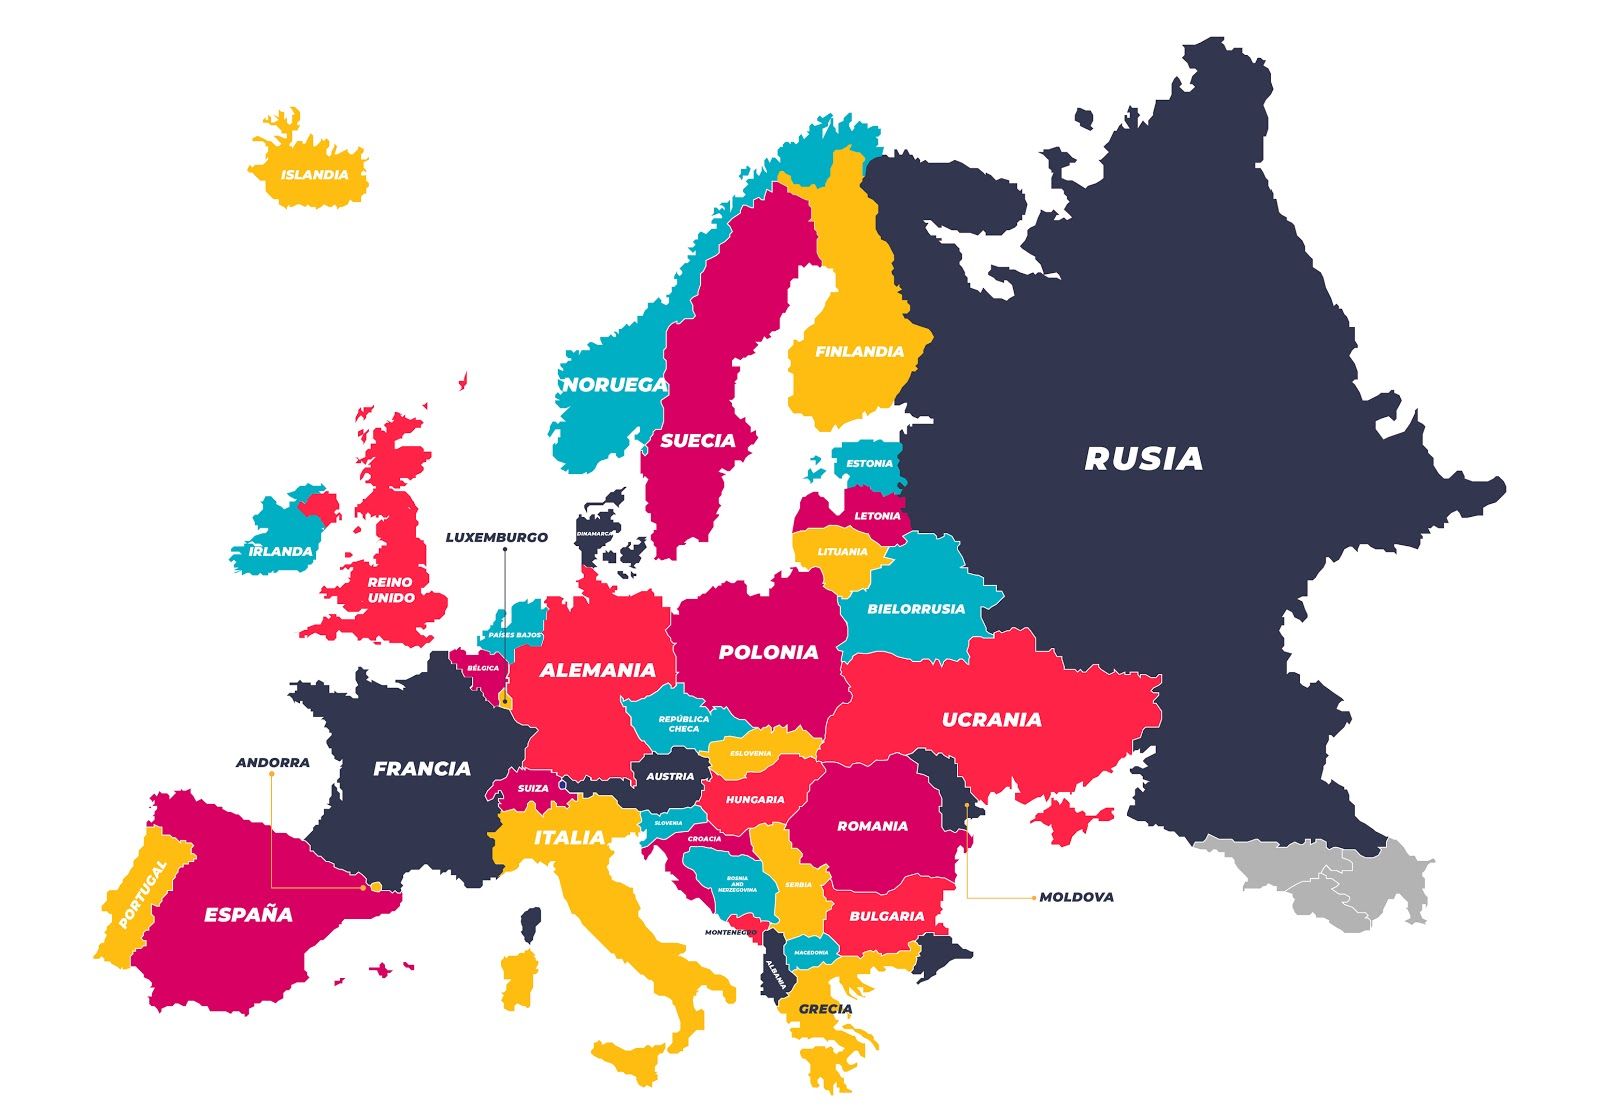 ISLANDIA
RUSIA
FINLANDIA
NORUEGA
SUECIA
ESTONIA
LETONIA
DINAMARCA
LUXEMBURGO
IRLANDA
LITUANIA
REINO
UNIDO
BIELORRUSIA
PAÍSES BAJOS
POLONIA
BÉLGICA
ALEMANIA
REPÚBLICA
CHECA
UCRANIA
ESLOVENIA
ANDORRA
FRANCIA
AUSTRIA
SUIZA
HUNGARIA
SLOVENIA
ROMANIA
ITALIA
CROACIA
PORTUGAL
BOSNIA
AND
HERZEGOVINA
SERBIA
MOLDOVA
ESPAÑA
BULGARIA
MONTENEGRO
MACEDONIA
ALBANIA
GRECIA